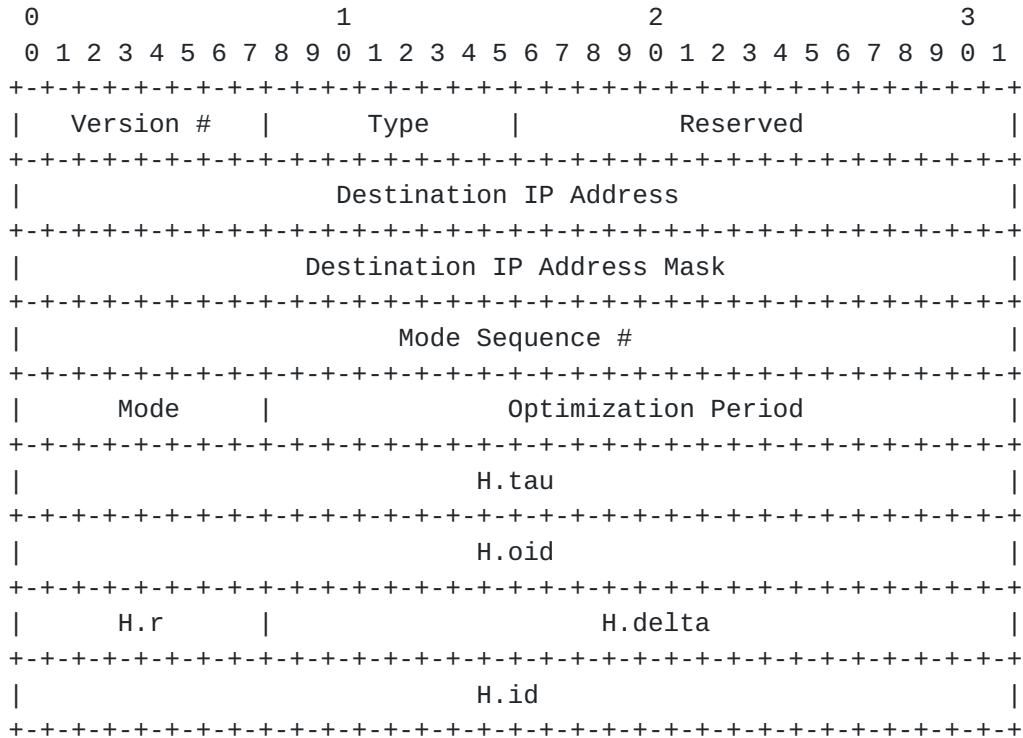 0                   1                   2                   3
 0 1 2 3 4 5 6 7 8 9 0 1 2 3 4 5 6 7 8 9 0 1 2 3 4 5 6 7 8 9 0 1
+-+-+-+-+-+-+-+-+-+-+-+-+-+-+-+-+-+-+-+-+-+-+-+-+-+-+-+-+-+-+-+-+
|   Version #   |      Type     |          Reserved             |
+-+-+-+-+-+-+-+-+-+-+-+-+-+-+-+-+-+-+-+-+-+-+-+-+-+-+-+-+-+-+-+-+
|                    Destination IP Address                     |
+-+-+-+-+-+-+-+-+-+-+-+-+-+-+-+-+-+-+-+-+-+-+-+-+-+-+-+-+-+-+-+-+
|                  Destination IP Address Mask                  |
+-+-+-+-+-+-+-+-+-+-+-+-+-+-+-+-+-+-+-+-+-+-+-+-+-+-+-+-+-+-+-+-+
|                        Mode Sequence #                        |
+-+-+-+-+-+-+-+-+-+-+-+-+-+-+-+-+-+-+-+-+-+-+-+-+-+-+-+-+-+-+-+-+
|      Mode     |               Optimization Period             |
+-+-+-+-+-+-+-+-+-+-+-+-+-+-+-+-+-+-+-+-+-+-+-+-+-+-+-+-+-+-+-+-+
|                             H.tau                             |
+-+-+-+-+-+-+-+-+-+-+-+-+-+-+-+-+-+-+-+-+-+-+-+-+-+-+-+-+-+-+-+-+
|                             H.oid                             |
+-+-+-+-+-+-+-+-+-+-+-+-+-+-+-+-+-+-+-+-+-+-+-+-+-+-+-+-+-+-+-+-+
|      H.r      |                     H.delta                   |
+-+-+-+-+-+-+-+-+-+-+-+-+-+-+-+-+-+-+-+-+-+-+-+-+-+-+-+-+-+-+-+-+
|                             H.id                              |
+-+-+-+-+-+-+-+-+-+-+-+-+-+-+-+-+-+-+-+-+-+-+-+-+-+-+-+-+-+-+-+-+